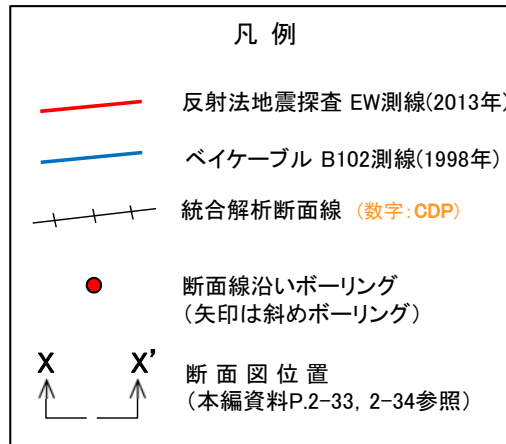 凡 例
反射法地震探査 EW測線(2013年)
ベイケーブル B102測線(1998年)
統合解析断面線 (数字:CDP)
断面線沿いボーリング
(矢印は斜めボーリング)
X X’
断 面 図 位 置
(本編資料P.2-33, 2-34参照)